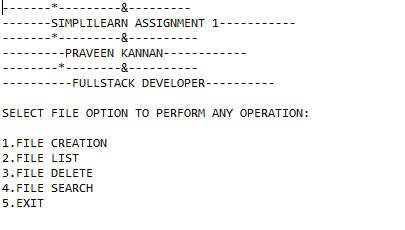 -------*---------&---------
-------SIMPLILEARN ASSIGNMENT 1-----------
-------*--------&----------
---------PRAVEEN KANNAN------------
--------*--------&----------
----------FULLSTACK DEVELOPER----------
SELECT FILE OPTION TO PERFORM ANY OPERATION:
1.FILE CREATION
2.FILE LIST
3.FILE DELETE
4.FILE SEARCH
5.EXIT